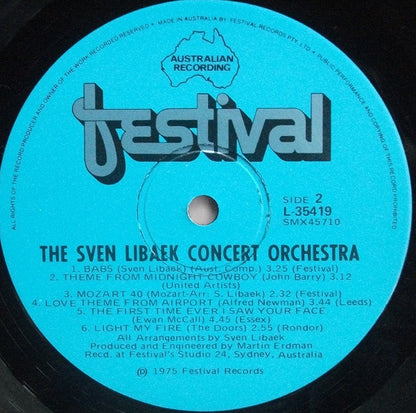 ALL RIGHTS OF THE RECORD PRODUCER AND OWNER OF THE WORK RECORDED RESERVED • MADE IN AUSTRALIA BY FESTIVAL RECORDS PTY. LTD. • PUBLIC PERFORMANCE AND COPYING OF THIS RECORD PROHIBITED
AUSTRALIAN
RECORDING
festival
SIDE 2
L-35419
SMX45710
THE SVEN LIBAEK CONCERT ORCHESTRA
1. BABS (Sven Libaek) (Aust. Comp.) 3.25 (Festival)
2. THEME FROM MIDNIGHT COWBOY (John Barry) 3.12
(United Artists)
3. MOZART 40 (Mozart-Arr: S. Libaek) 2.32 (Festival)
4. LOVE THEME FROM AIRPORT (Alfred Newman) 3.44 (Leeds)
5. THE FIRST TIME EVER I SAW YOUR FACE
(Ewan McCall) 4.45 (Essex)
6. LIGHT MY FIRE (The Doors) 2.55 (Rondor)
All Arrangements by Sven Libaek
Produced and Engineered by Martin Erdman
Recd. at Festival's Studio 24, Sydney, Australia
℗ 1975 Festival Records